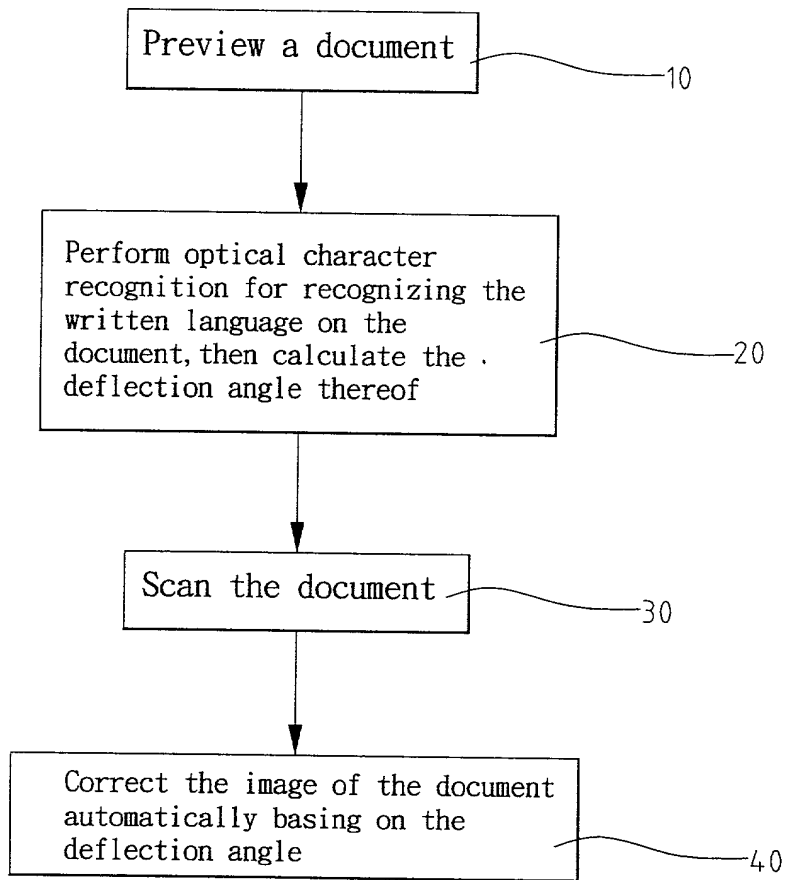 Preview a document
10
Perform optical character
recognition for recognizing the
written language on the
document, then calculate the
deflection angle thereof
20
Scan the document
30
Correct the image of the document
automatically basing on the
deflection angle
40